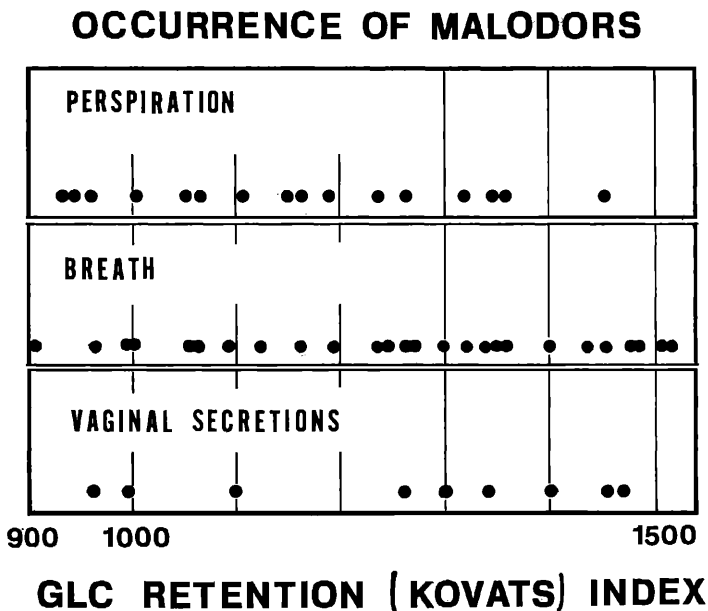 OCCURRENCE OF MALODORS
PERSPIRATION
BREATH
VAGINAL SECRETIONS
900 1000 1500
GLC RETENTION (KOVATS) INDEX